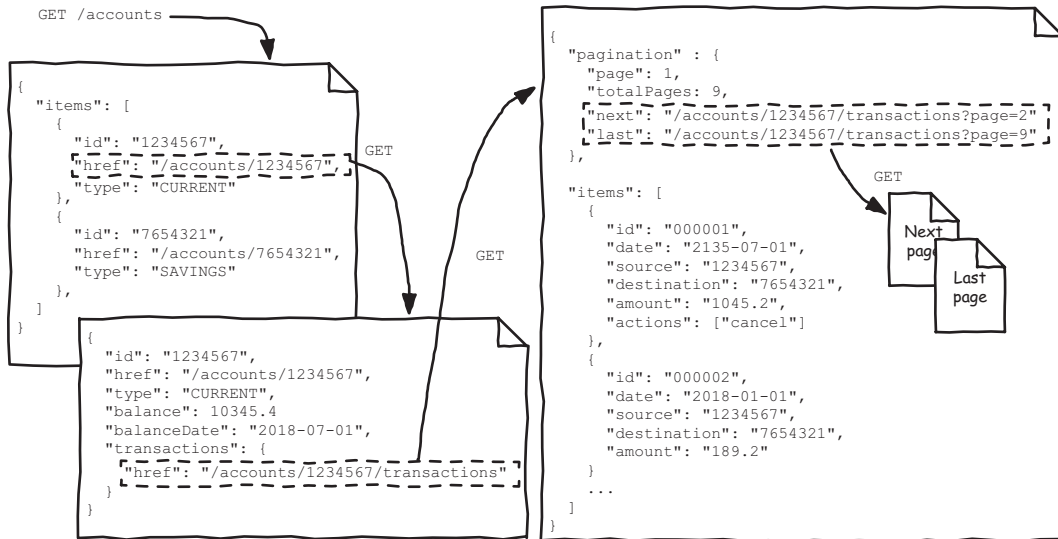 GET /accounts
{
"items": [
{
"id": "1234567",
"href": "/accounts/1234567",
"type": "CURRENT"
},
{
"id": "7654321",
"href": "/accounts/7654321",
"type": "SAVINGS"
},
]
}
GET
{
"id": "1234567",
"href": "/accounts/1234567",
"type": "CURRENT",
"balance": 10345.4
"balanceDate": "2018-07-01",
"transactions": {
"href": "/accounts/1234567/transactions"
}
}
GET
{
"pagination" : {
"page": 1,
"totalPages: 9,
"next": "/accounts/1234567/transactions?page=2"
"last": "/accounts/1234567/transactions?page=9"
},
"items": [
{
"id": "000001",
"date": "2135-07-01",
"source": "1234567",
"destination": "7654321",
"amount": "1045.2",
"actions": ["cancel"]
},
{
"id": "000002",
"date": "2018-01-01",
"source": "1234567",
"destination": "7654321",
"amount": "189.2"
}
...
]
}
GET
Next
page
Last
page